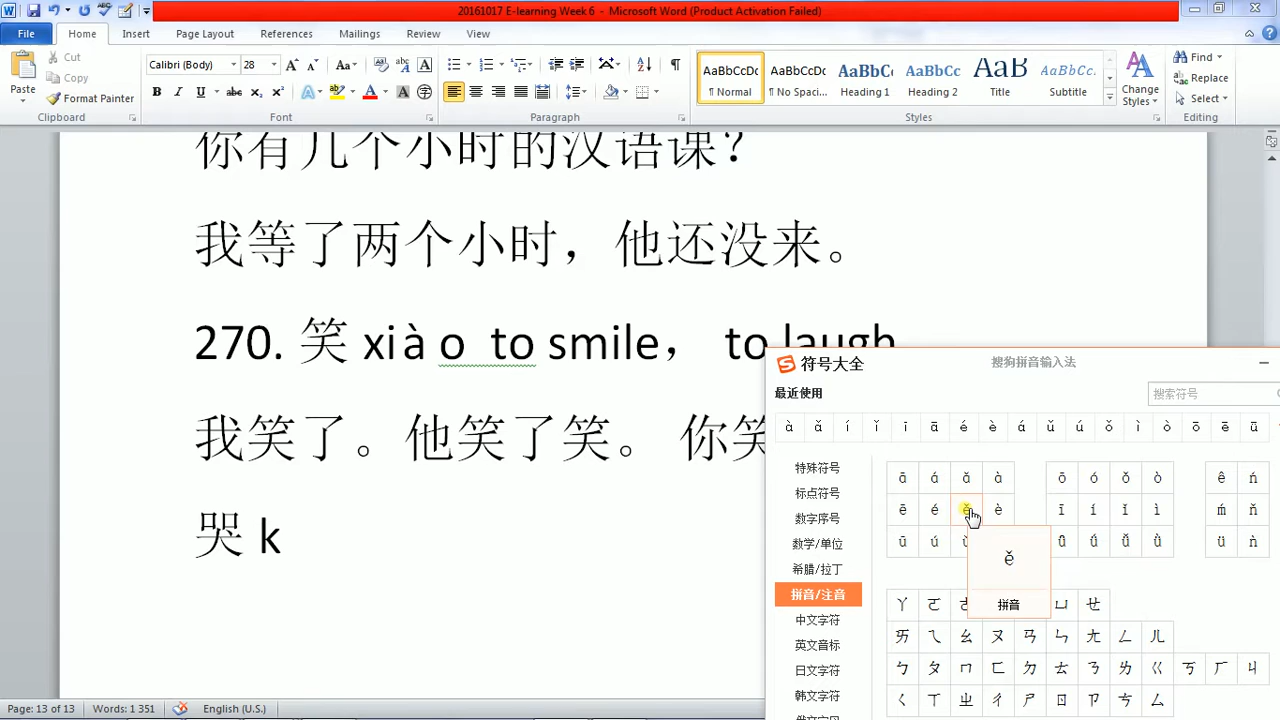 20161017 E-learning Week 6 - Microsoft Word (Product Activation Failed)
File Home Insert Page Layout References Mailings Review View
Cut
Copy
Format Painter
Paste
Calibri (Body) 28
B I U abc x₂ x²
Aa
AaBbCcDc AaBbCcDc AaBbCc AaBbCc AaB AaBbCc.
¶ Normal ¶ No Spaci... Heading 1 Heading 2 Title Subtitle
Change Styles
Find
Replace
Select
Clipboard Font Paragraph Styles Editing
你有几个小时的汉语课？
我等了两个小时，他还没来。
270. 笑 xiào to smile， to laugh
我笑了。他笑了笑。 你笑
哭 k
符号大全 搜狗拼音输入法
最近使用 搜索符号
à ǎ í ǐ ī ā é è á ǔ ú ǒ ì ò ō ē ū
特殊符号
标点符号
数字序号
数学/单位
希腊/拉丁
拼音/注音
中文字符
英文音标
日文字符
韩文字符
ā á ǎ à ō ó ǒ ò ê ń
ē é ě è ī í ǐ ì ḿ ň
ū ú ǖ ǘ ǚ ǜ ü ǹ
ě
拼音
ㄚ ㄛ ㄩ ㄝ
ㄞ ㄟ ㄠ ㄡ ㄢ ㄣ ㄤ ㄥ ㄦ
ㄅ ㄆ ㄇ ㄈ ㄉ ㄊ ㄋ ㄌ ㄍ ㄎ ㄏ ㄐ
ㄑ ㄒ ㄓ ㄔ ㄕ ㄖ ㄗ ㄘ ㄙ
Page: 13 of 13 Words: 1 351 English (U.S.)